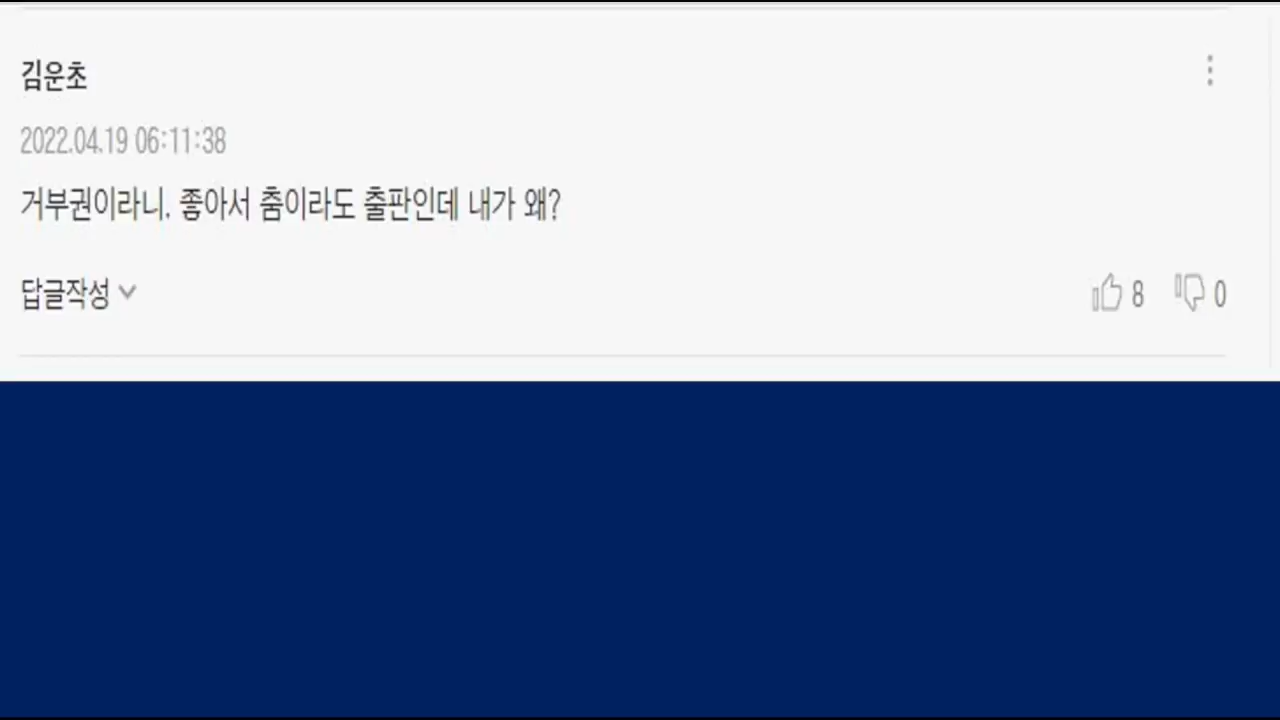 김운초
2022.04.19 06:11:38
거부권이라니. 좋아서 춤이라도 출판인데 내가 왜?
답글작성
8 0